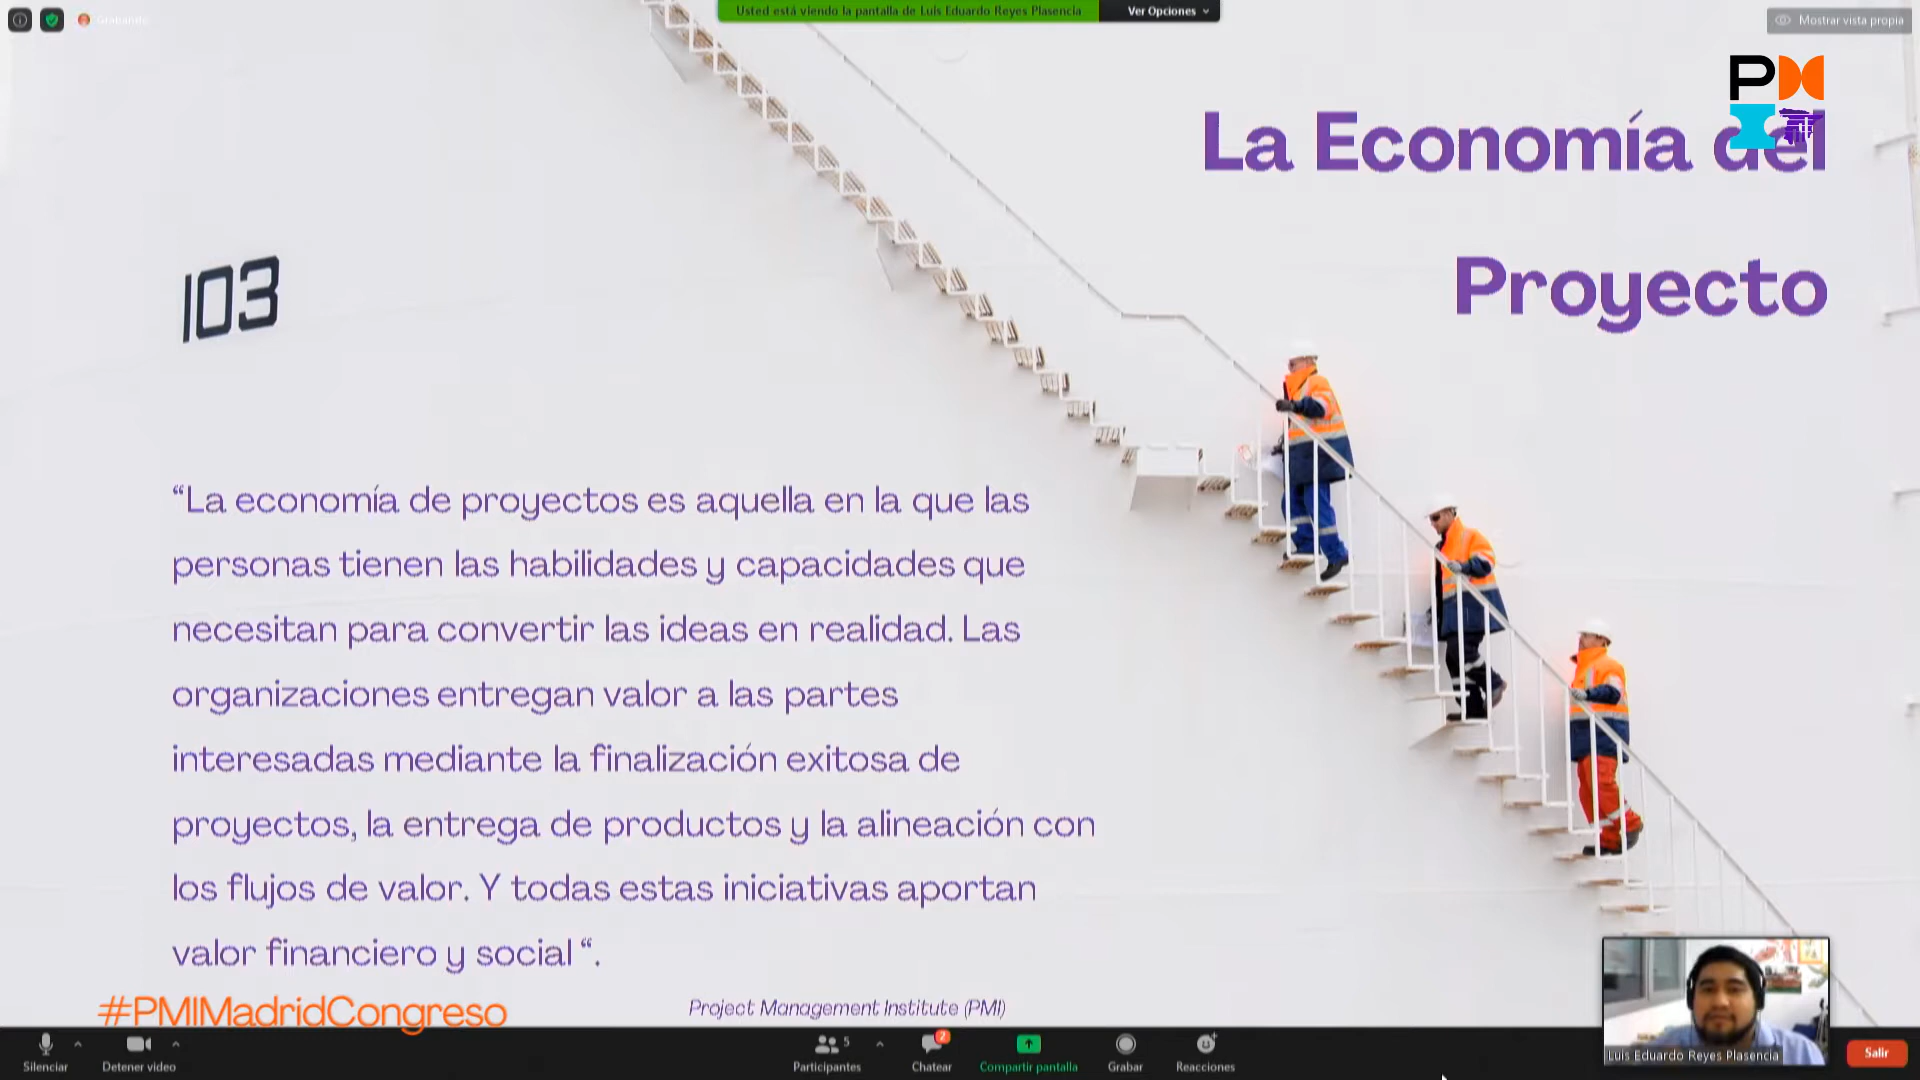 Grabando
Usted está viendo la pantalla de Luis Eduardo Reyes Plasencia
Ver Opciones
Mostrar vista propia
PMI
La Economía del
Proyecto
103
“La economía de proyectos es aquella en la que las
personas tienen las habilidades y capacidades que
necesitan para convertir las ideas en realidad. Las
organizaciones entregan valor a las partes
interesadas mediante la finalización exitosa de
proyectos, la entrega de productos y la alineación con
los flujos de valor. Y todas estas iniciativas aportan
valor financiero y social “.
#PMIMadridCongreso
Project Management Institute (PMI)
Luis Eduardo Reyes Plasencia
Silenciar
Detener video
5
Participantes
2
Chatear
Compartir pantalla
Grabar
Reacciones
Salir